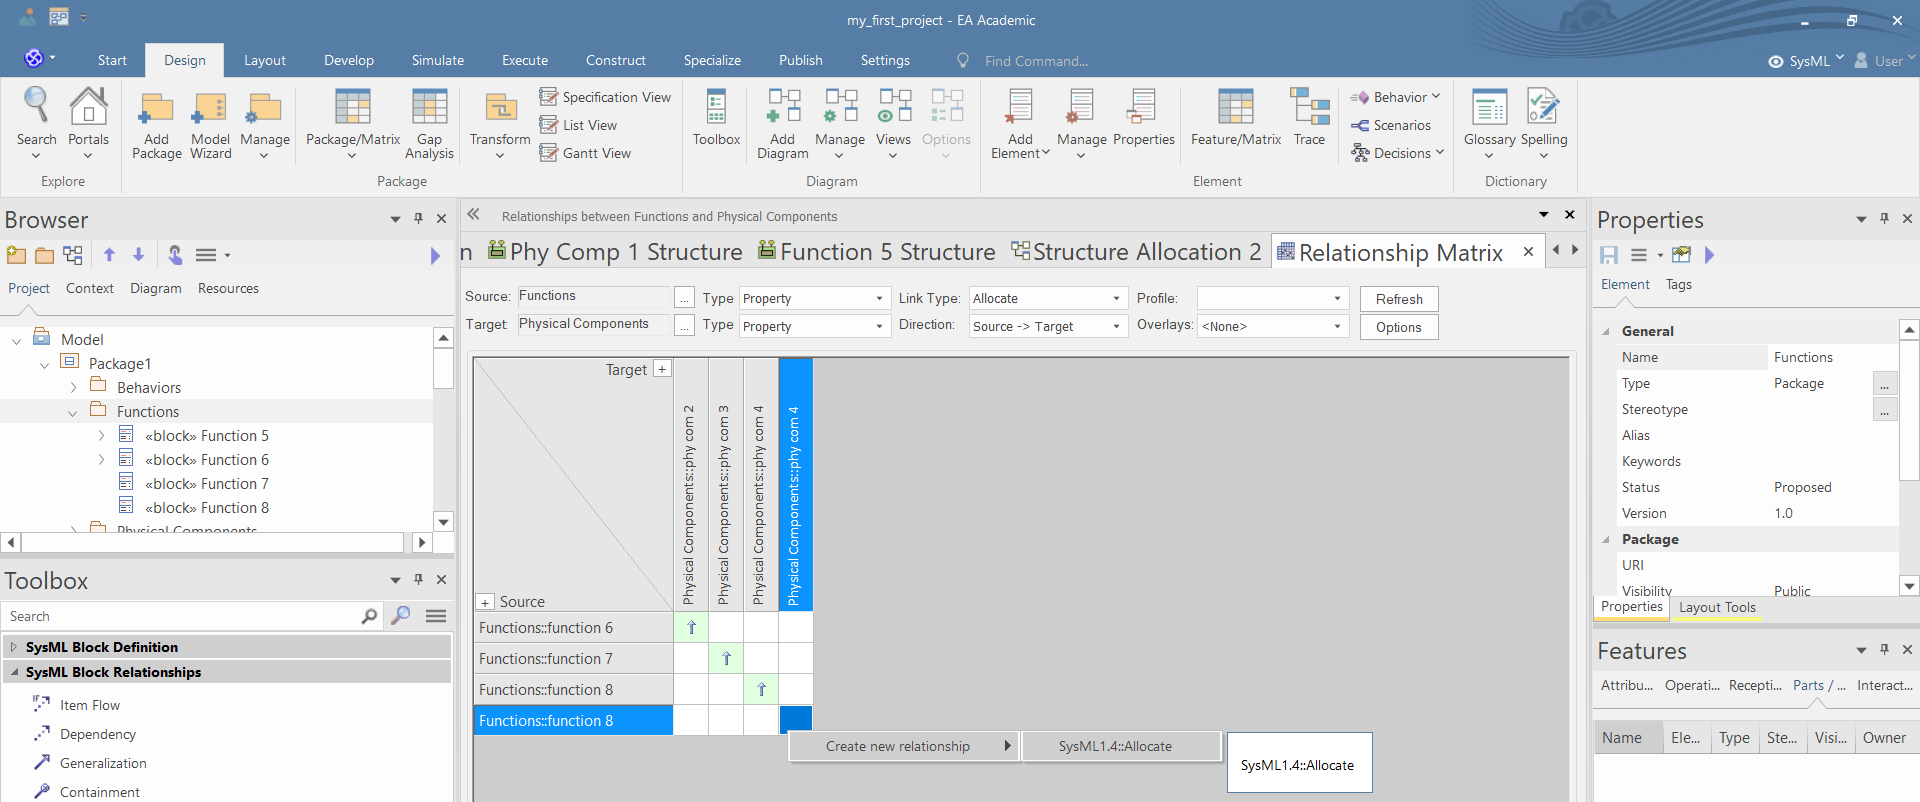 my_first_project - EA Academic
Start Design Layout Develop Simulate Execute Construct Specialize Publish Settings Find Command... SysML User
Search Portals Add Package Model Wizard Manage Package/Matrix Gap Analysis Transform Specification View List View Gantt View Toolbox Add Diagram Manage Views Options Add Element Manage Properties Feature/Matrix Trace Behavior Scenarios Decisions Glossary Spelling
Explore Package Diagram Element Dictionary
Browser
Project Context Diagram Resources
Model
Package1
Behaviors
Functions
«block» Function 5
«block» Function 6
«block» Function 7
«block» Function 8
Physical Components
Toolbox
Search
SysML Block Definition
SysML Block Relationships
IF Item Flow
Dependency
Generalization
Containment
Relationships between Functions and Physical Components
n Phy Comp 1 Structure Function 5 Structure Structure Allocation 2 Relationship Matrix
Source: Functions ... Type Property Link Type: Allocate Profile: Refresh
Target: Physical Components ... Type Property Direction: Source -> Target Overlays: <None> Options
Target +
Physical Components::phy com 2
Physical Components::phy com 3
Physical Components::phy com 4
Physical Components::phy com 4
+ Source
Functions::function 6
Functions::function 7
Functions::function 8
Functions::function 8
Create new relationship SysML1.4::Allocate
SysML1.4::Allocate
Properties
Element Tags
General
Name Functions
Type Package ...
Stereotype ...
Alias
Keywords
Status Proposed
Version 1.0
Package
URI
Visibility Public
Properties Layout Tools
Features
Attribu... Operati... Recepti... Parts / ... Interact...
Name Ele... Type Ste... Visi... Owner